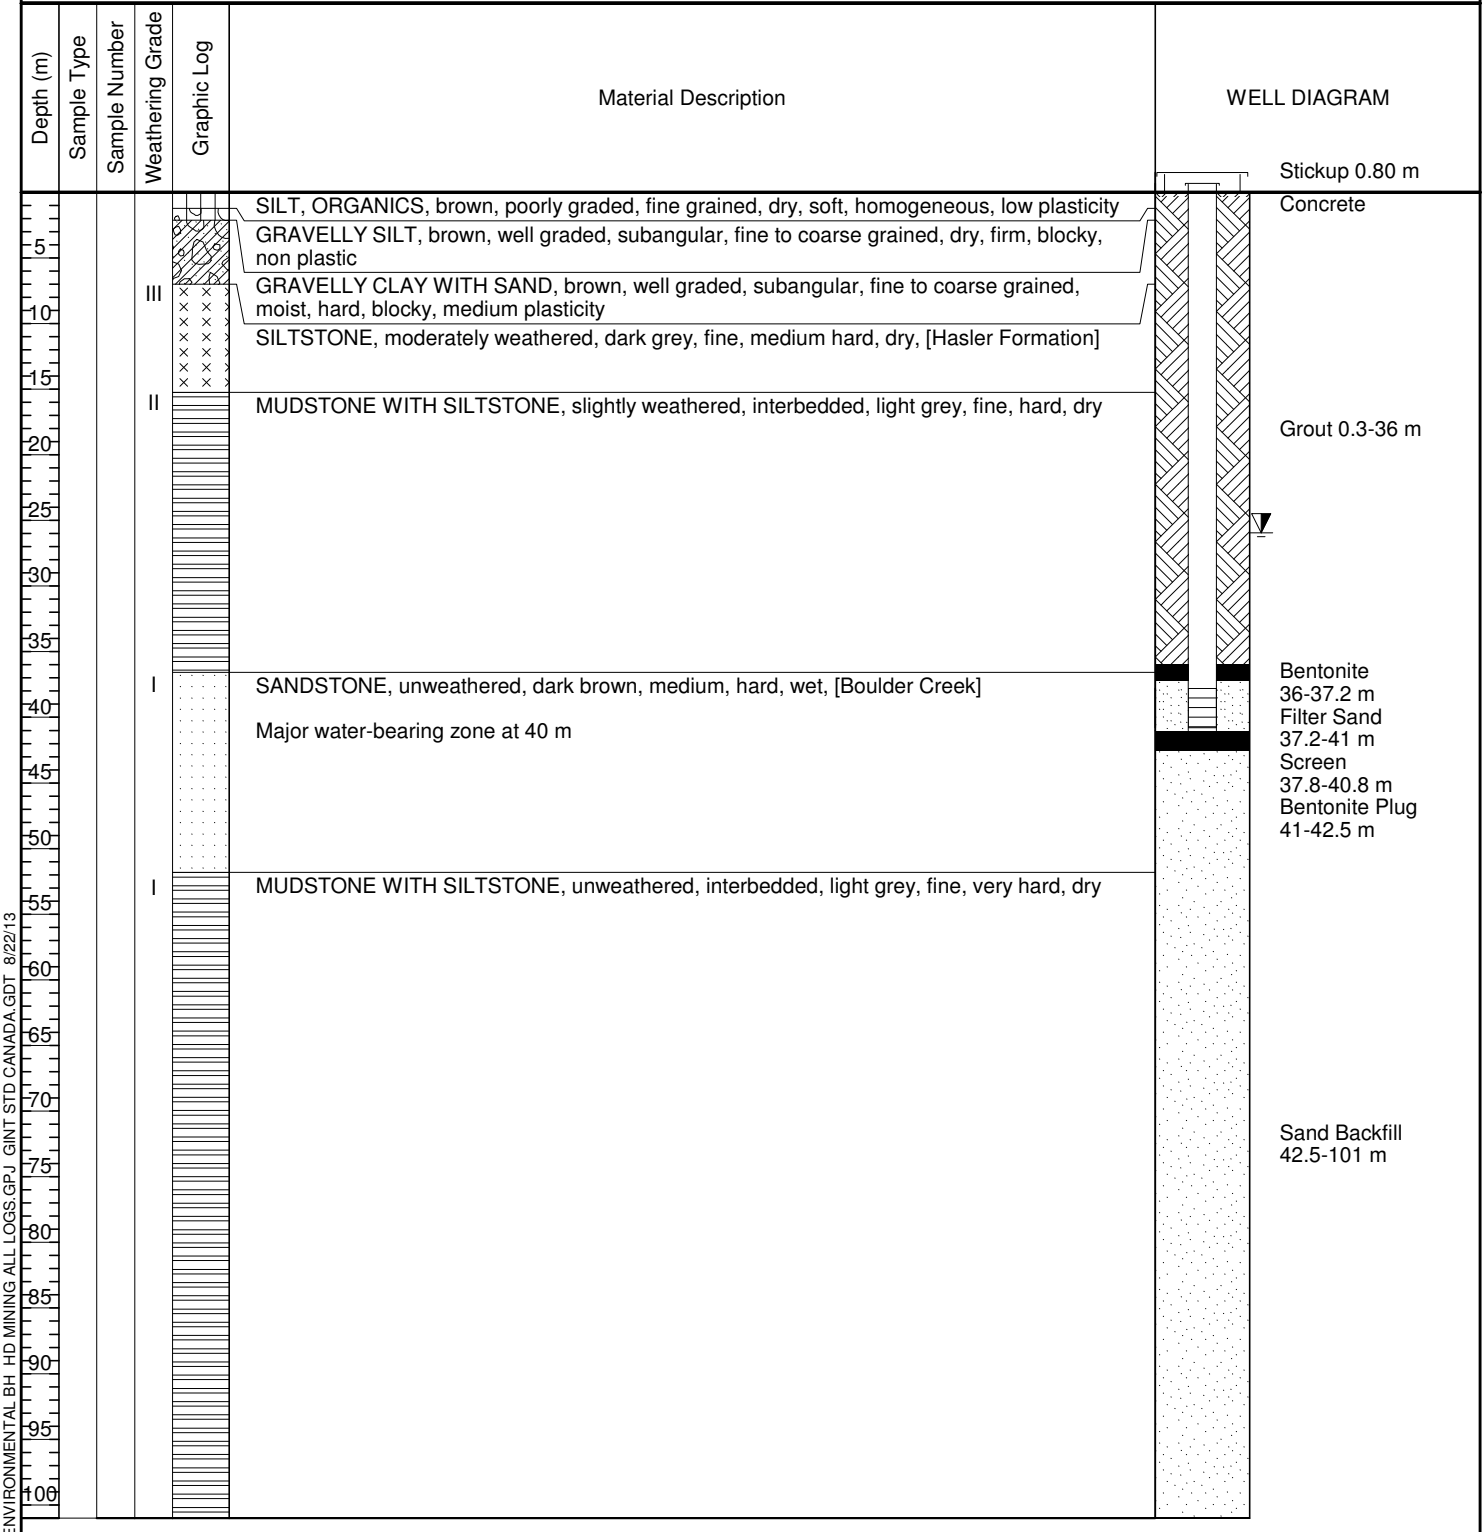 Depth (m)
Sample Type
Sample Number
Weathering Grade
Graphic Log
Material Description
WELL DIAGRAM
Stickup 0.80 m
SILT, ORGANICS, brown, poorly graded, fine grained, dry, soft, homogeneous, low plasticity
Concrete
5
GRAVELLY SILT, brown, well graded, subangular, fine to coarse grained, dry, firm, blocky,
non plastic
III
GRAVELLY CLAY WITH SAND, brown, well graded, subangular, fine to coarse grained,
moist, hard, blocky, medium plasticity
10
SILTSTONE, moderately weathered, dark grey, fine, medium hard, dry, [Hasler Formation]
15
II
MUDSTONE WITH SILTSTONE, slightly weathered, interbedded, light grey, fine, hard, dry
20
Grout 0.3-36 m
25
30
35
I
SANDSTONE, unweathered, dark brown, medium, hard, wet, [Boulder Creek]
Bentonite
36-37.2 m
40
Filter Sand
37.2-41 m
Major water-bearing zone at 40 m
Screen
37.8-40.8 m
45
Bentonite Plug
41-42.5 m
50
I
MUDSTONE WITH SILTSTONE, unweathered, interbedded, light grey, fine, very hard, dry
55
60
65
70
Sand Backfill
42.5-101 m
75
80
85
90
95
100
ENVIRONMENTAL BH HD MINING ALL LOGS.GPJ GINT STD CANADA.GDT 8/22/13